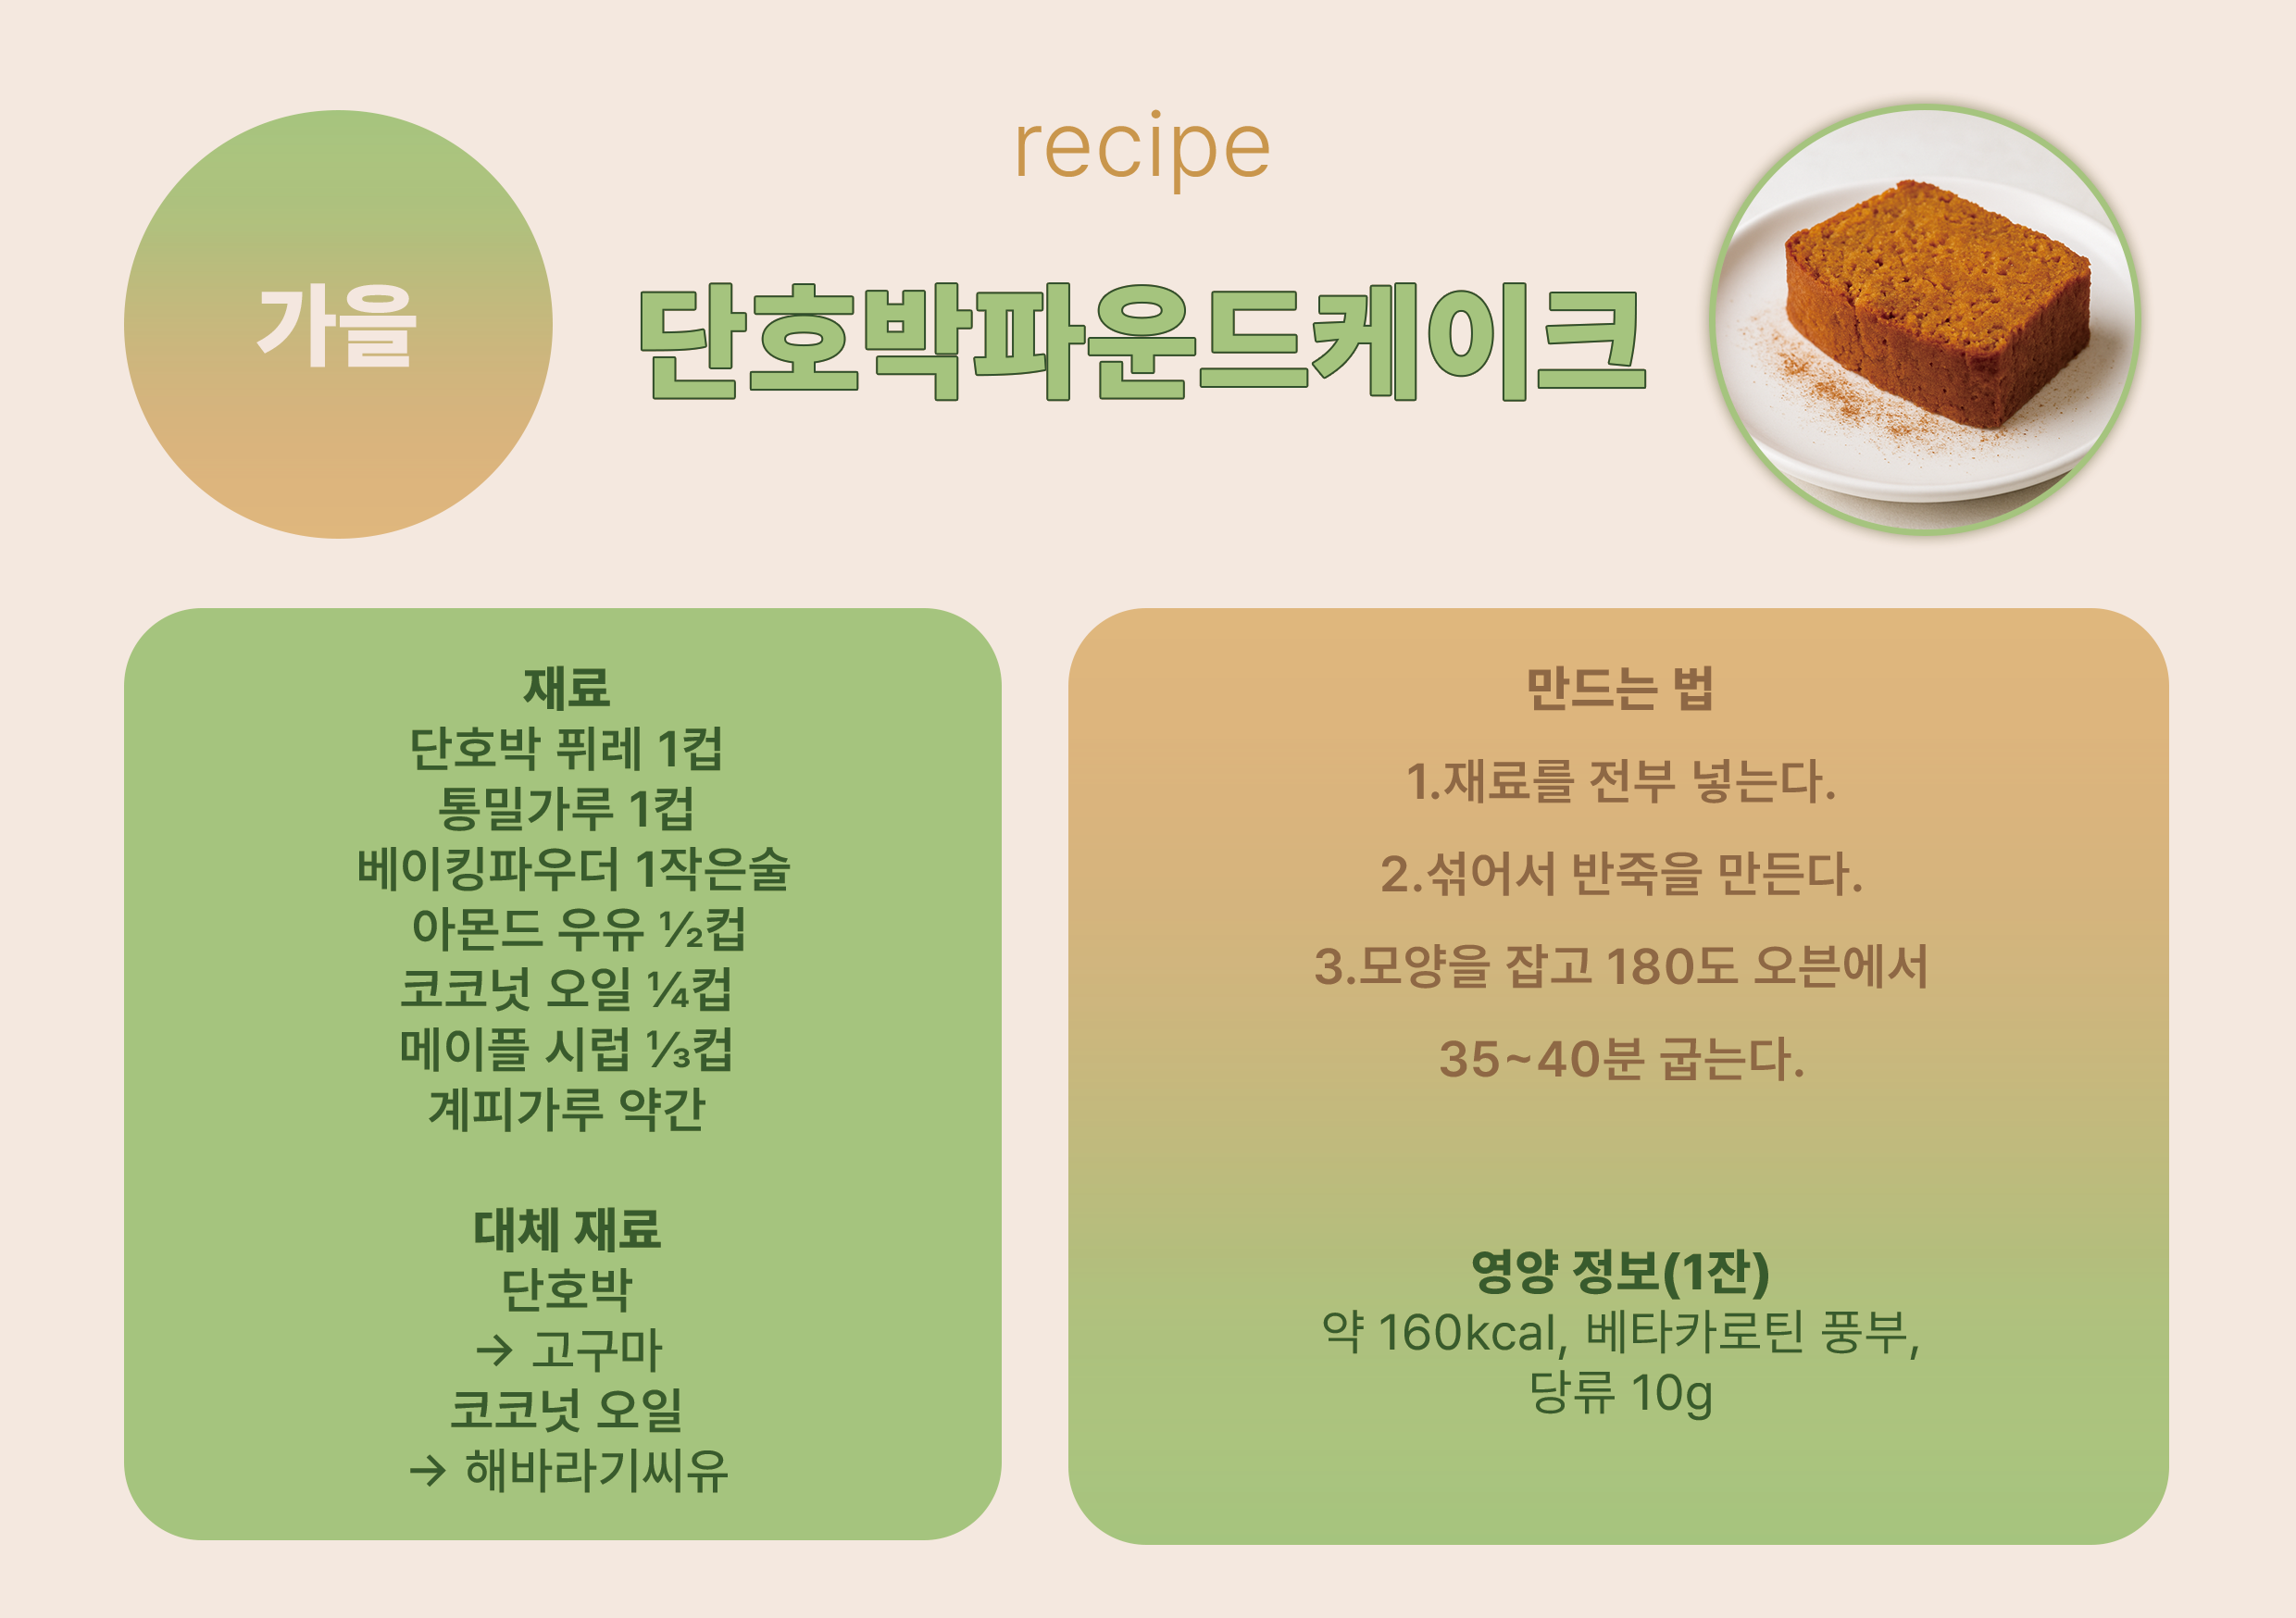 recipe
가을
단호박파운드케이크
재료
단호박 퓌레 1컵
통밀가루 1컵
베이킹파우더 1작은술
아몬드 우유 ½컵
코코넛 오일 ¼컵
메이플 시럽 ⅓컵
계피가루 약간
대체 재료
단호박
→ 고구마
코코넛 오일
→ 해바라기씨유
만드는 법
1.재료를 전부 넣는다.
2.섞어서 반죽을 만든다.
3.모양을 잡고 180도 오븐에서
35~40분 굽는다.
영양 정보(1잔)
약 160kcal, 베타카로틴 풍부,
당류 10g